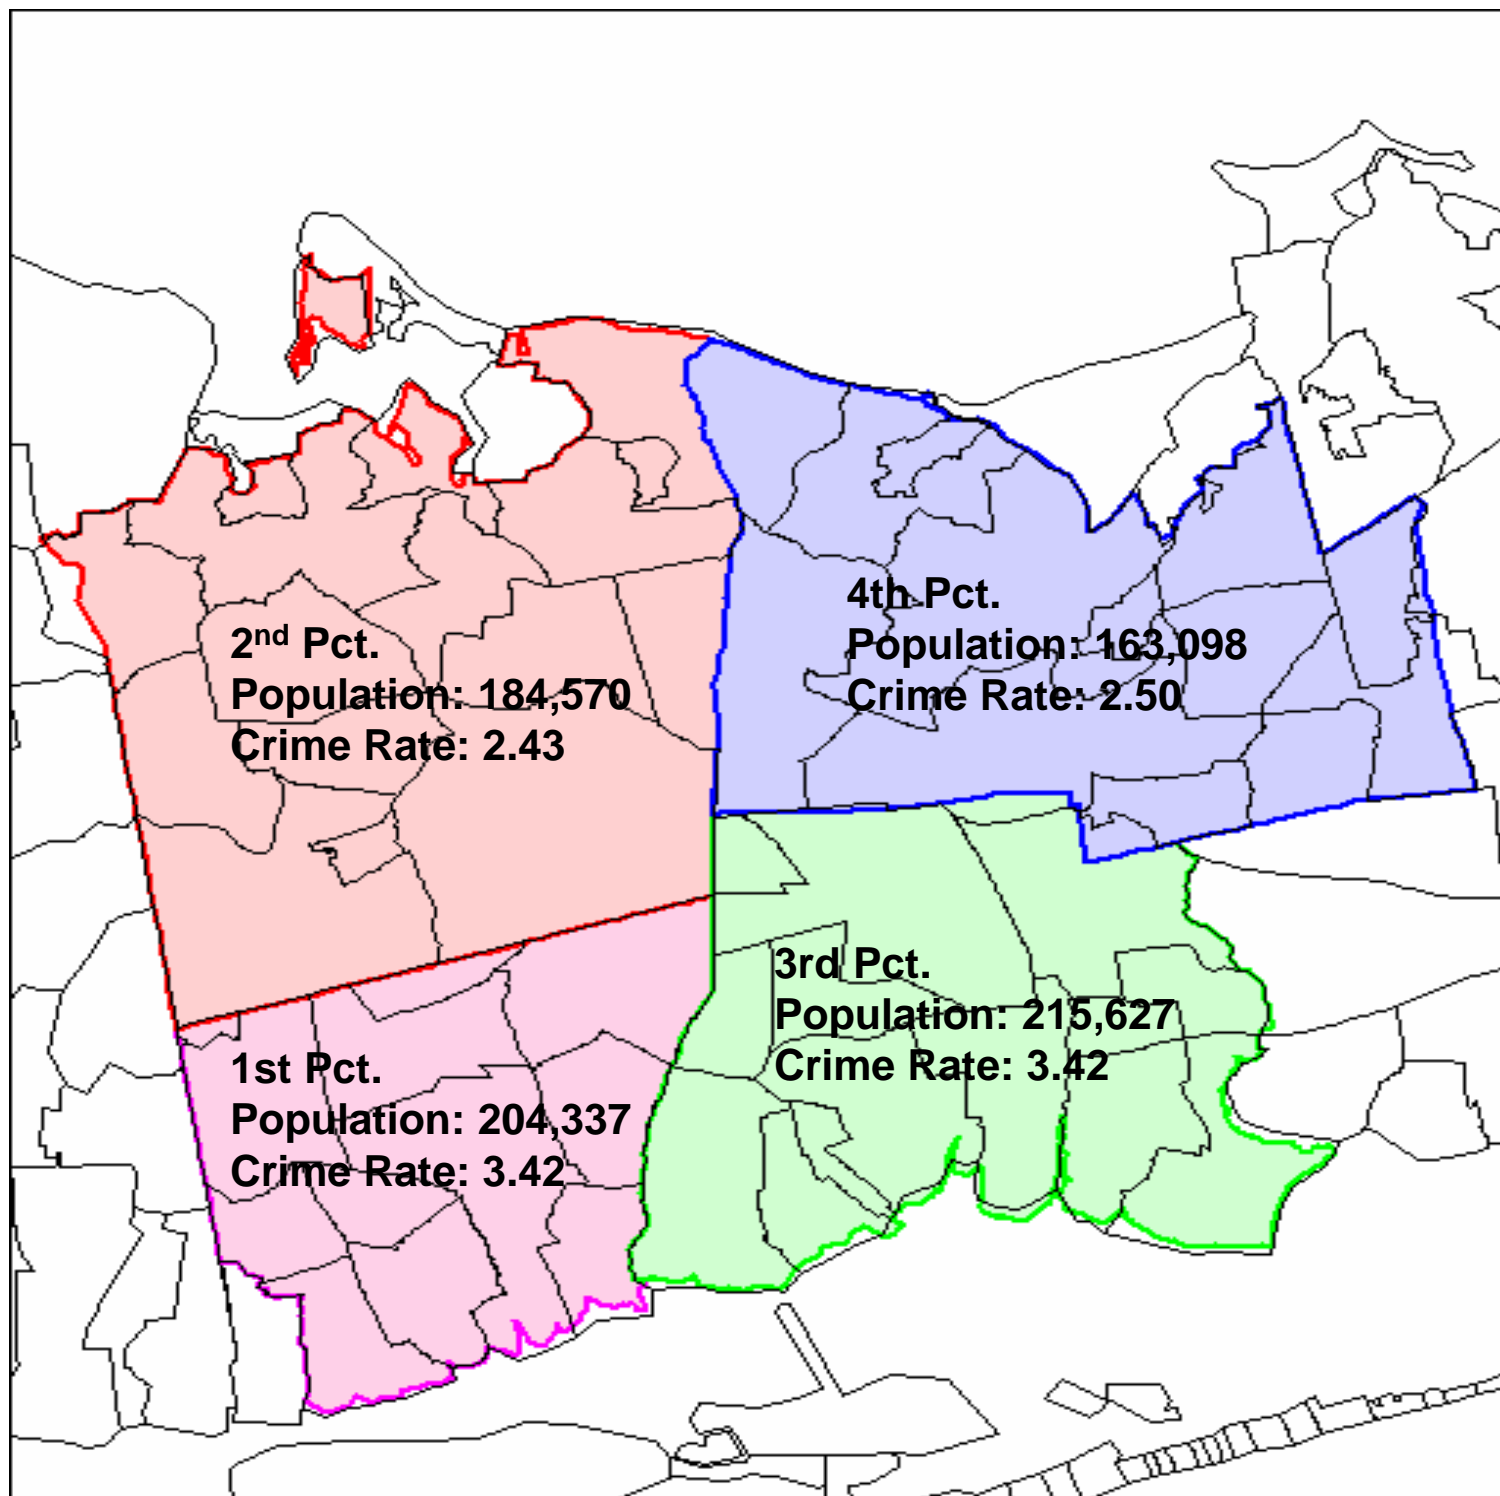 2nd Pct.
Population: 184,570
Crime Rate: 2.43
4th Pct.
Population: 163,098
Crime Rate: 2.50
3rd Pct.
Population: 215,627
Crime Rate: 3.42
1st Pct.
Population: 204,337
Crime Rate: 3.42